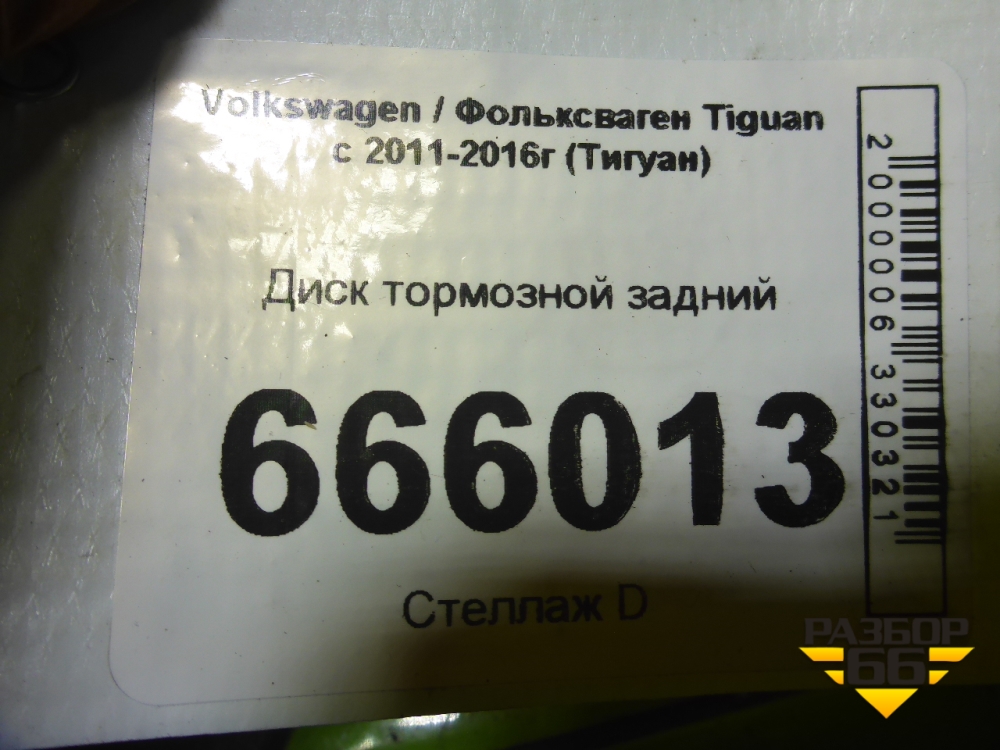 Volkswagen / Фольксваген Tiguan
с 2011-2016г (Тигуан)
Диск тормозной задний
666013
Стеллаж D
2000006330321
РАЗБОР
66